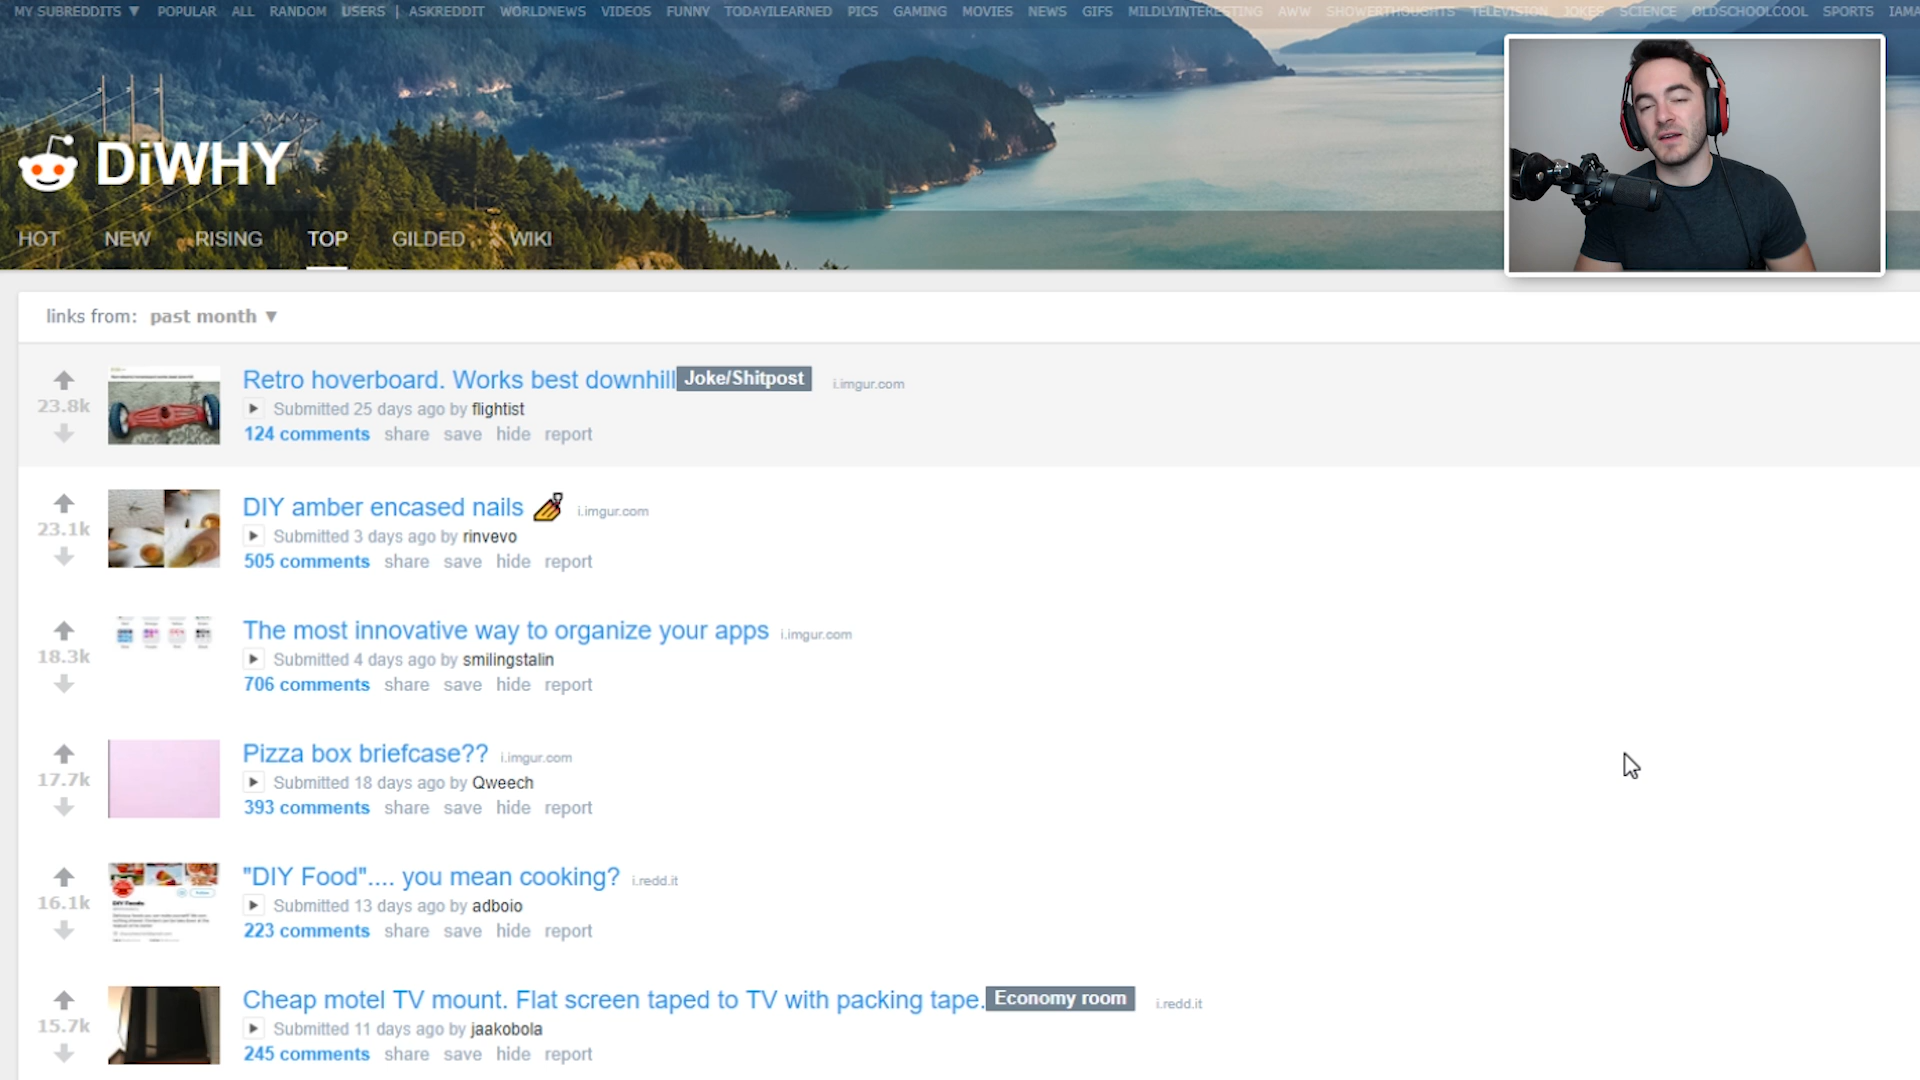 MY SUBREDDITS ▼ POPULAR ALL RANDOM USERS | ASKREDDIT WORLDNEWS VIDEOS FUNNY TODAYILEARNED PICS GAMING MOVIES NEWS GIFS MILDLYINTERESTING AWW SHOWERTHOUGHTS TELEVISION JOKES SCIENCE OLDSCHOOLCOOL SPORTS IAMA
DiWHY
HOT NEW RISING TOP GILDED WIKI
links from: past month ▼
Retro hoverboard. Works best downhill Joke/Shitpost i.imgur.com
23.8k
Submitted 25 days ago by flightist
124 comments share save hide report
DIY amber encased nails 💅 i.imgur.com
23.1k
Submitted 3 days ago by rinvevo
505 comments share save hide report
The most innovative way to organize your apps i.imgur.com
18.3k
Submitted 4 days ago by smilingstalin
706 comments share save hide report
Pizza box briefcase?? i.imgur.com
17.7k
Submitted 18 days ago by Qweech
393 comments share save hide report
"DIY Food".... you mean cooking? i.redd.it
16.1k
Submitted 13 days ago by adboio
223 comments share save hide report
Cheap motel TV mount. Flat screen taped to TV with packing tape. Economy room i.redd.it
15.7k
Submitted 11 days ago by jaakobola
245 comments share save hide report